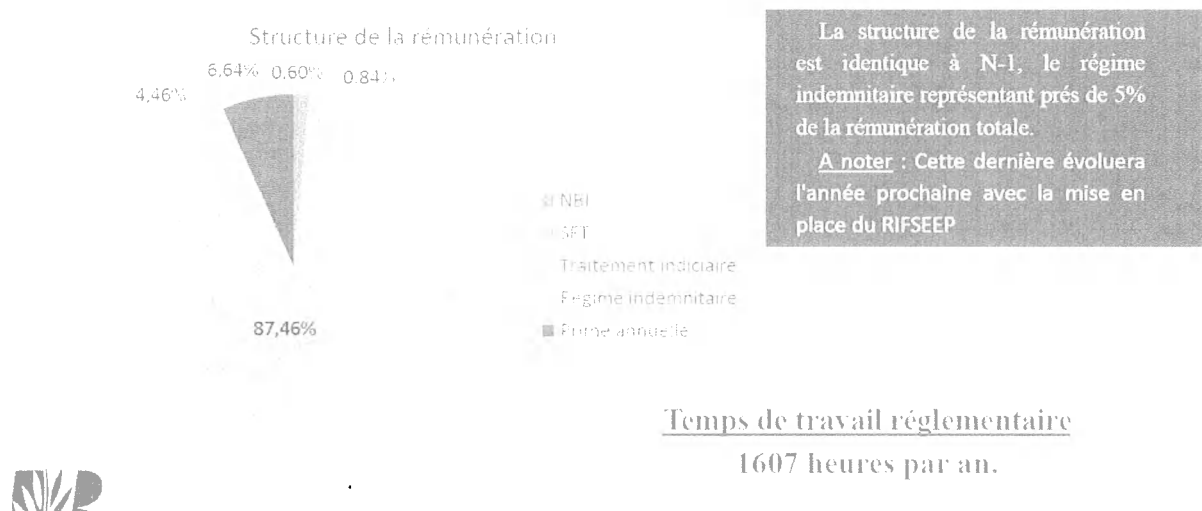 Structure de la rémunération
6,64% 0,60% 0,84%
4,46%
87,46%
NBI
SFT
Traitement indiciaire
Régime indemnitaire
Prime annuelle
La structure de la rémunération
est identique à N-1, le régime
indemnitaire représentant prés de 5%
de la rémunération totale.
A noter : Cette dernière évoluera
l'année prochaine avec la mise en
place du RIFSEEP
Temps de travail réglementaire
1607 heures par an.